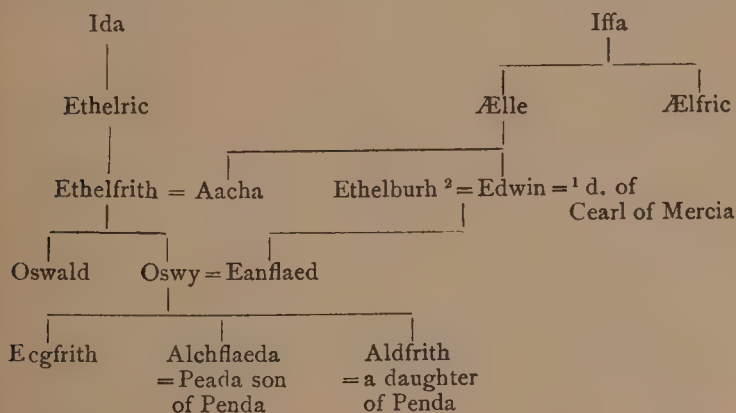 Ida Iffa
Ethelric Ælle Ælfric
Ethelfrith = Aacha Ethelburh ² = Edwin = ¹ d. of
Cearl of Mercia
Oswald Oswy = Eanflaed
Ecgfrith Alchflaeda Aldfrith
= Peada son = a daughter
of Penda of Penda